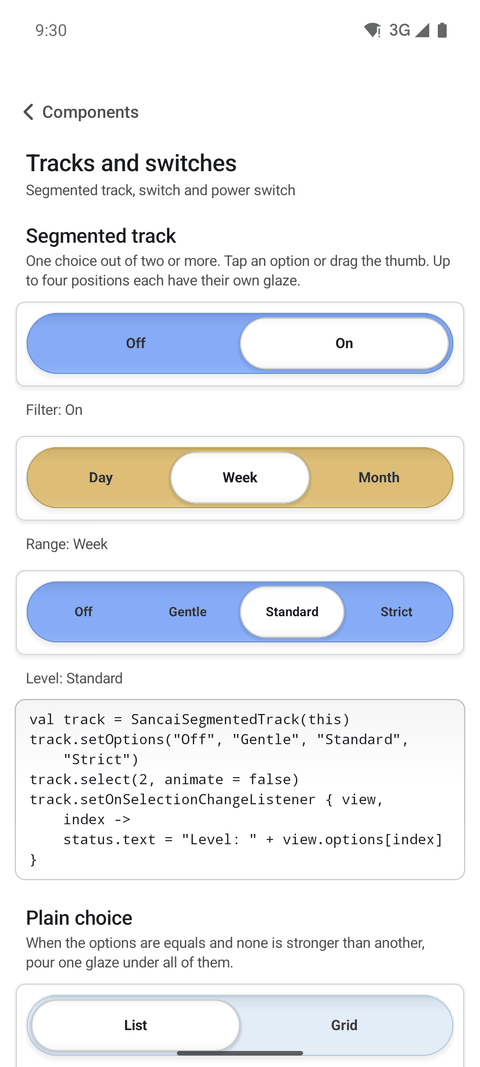 9:30
3G
Components
Tracks and switches
Segmented track, switch and power switch
Segmented track
One choice out of two or more. Tap an option or drag the thumb. Up
to four positions each have their own glaze.
Off On
Filter: On
Day Week Month
Range: Week
Off Gentle Standard Strict
Level: Standard
val track = SancaiSegmentedTrack(this)
track.setOptions("Off", "Gentle", "Standard",
    "Strict")
track.select(2, animate = false)
track.setOnSelectionChangeListener { view,
    index ->
    status.text = "Level: " + view.options[index]
}
Plain choice
When the options are equals and none is stronger than another,
pour one glaze under all of them.
List Grid